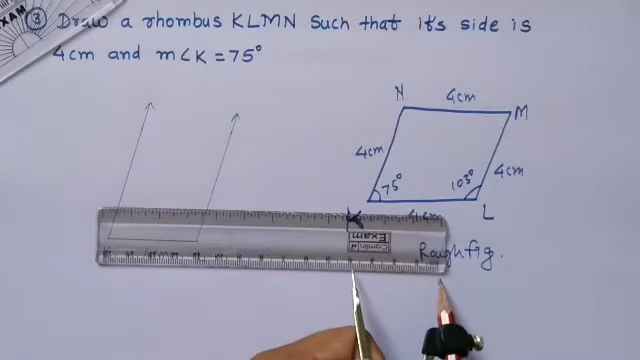 ③ Draw a rhombus KLMN such that it's side is
4cm and m∠K = 75°
N 4cm M
4cm 4cm
75° 105°
K 4cm L
Exam
Rough fig.